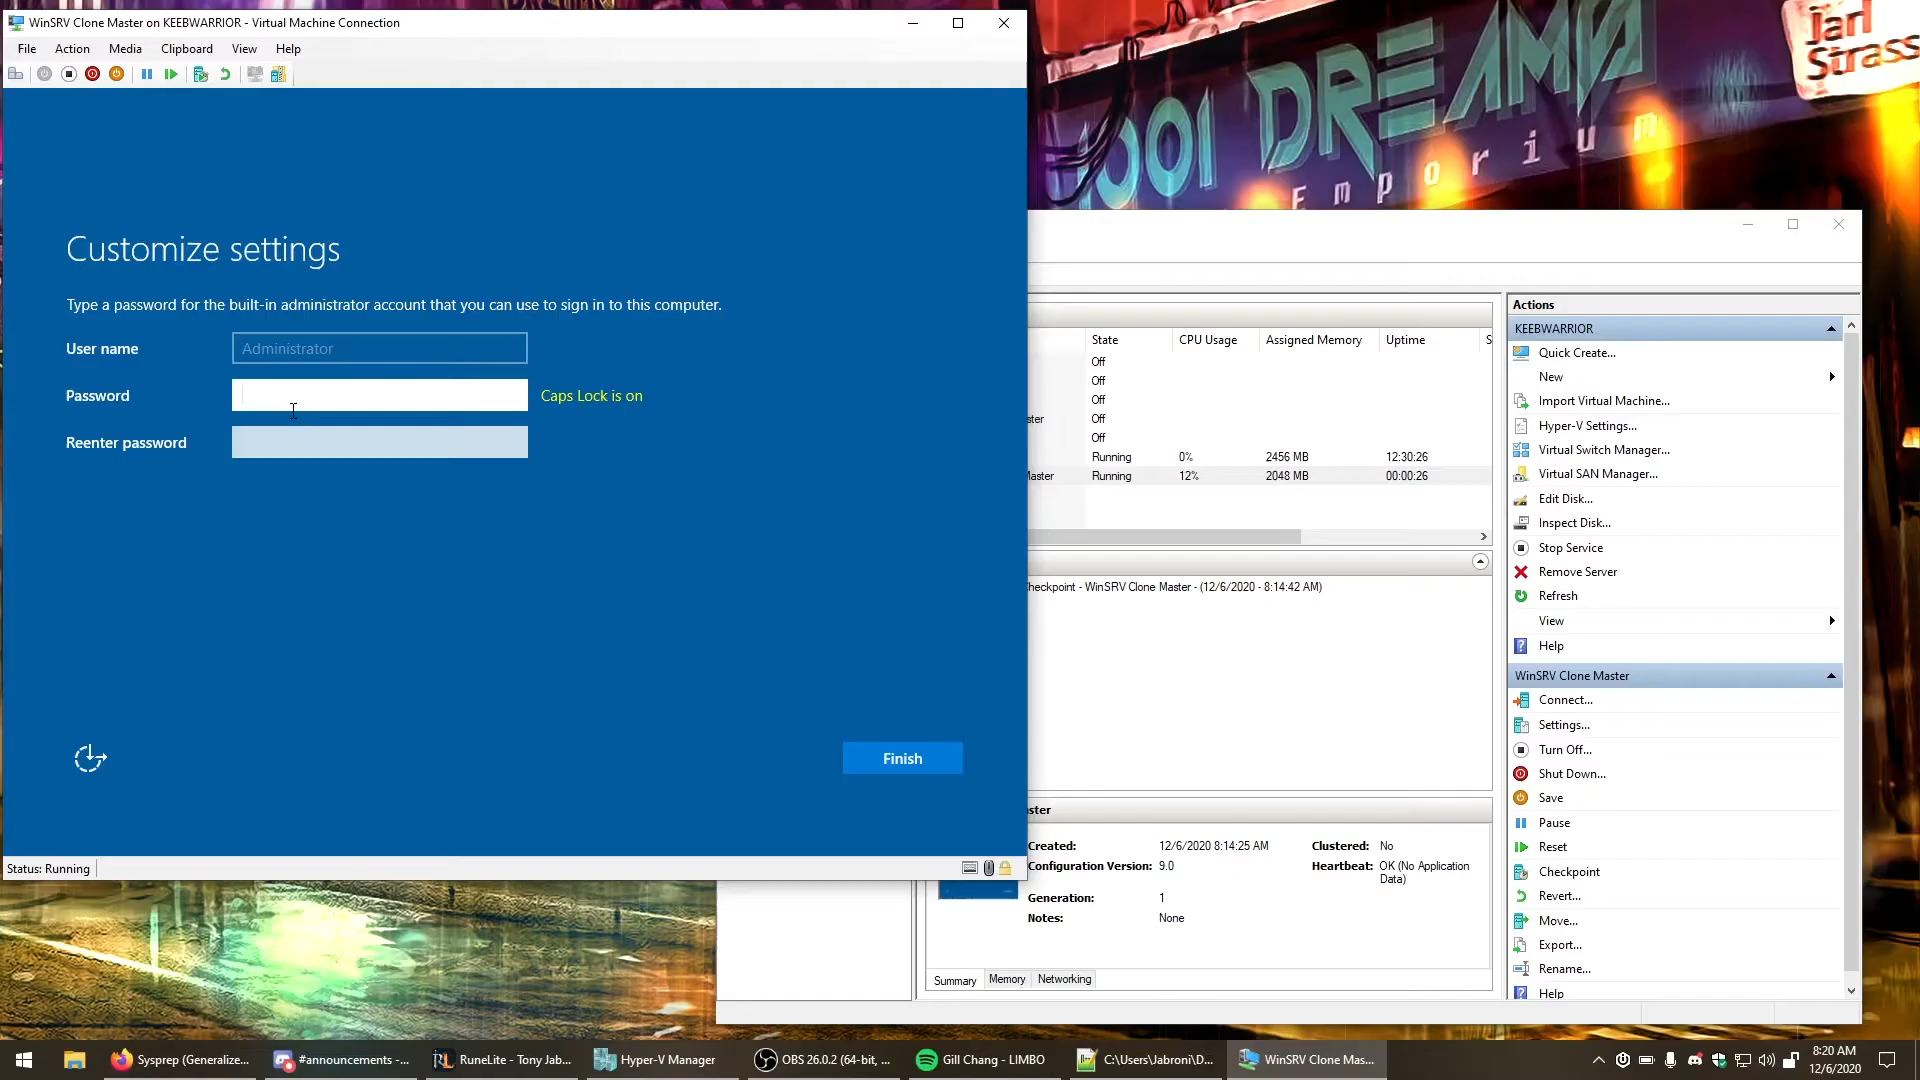 WinSRV Clone Master on KEEBWARRIOR - Virtual Machine Connection
File Action Media Clipboard View Help
Customize settings
Type a password for the built-in administrator account that you can use to sign in to this computer.
User name
Administrator
Password
Caps Lock is on
Reenter password
Finish
Status: Running
1001 DREAMS
Emporium
Jarl
Strass
State CPU Usage Assigned Memory Uptime S
Off
Off
Off
ster Off
Off
Running 0% 2456 MB 12:30:26
Master Running 12% 2048 MB 00:00:26
Checkpoint - WinSRV Clone Master - (12/6/2020 - 8:14:42 AM)
aster
Created: 12/6/2020 8:14:25 AM Clustered: No
Configuration Version: 9.0 Heartbeat: OK (No Application
Data)
Generation: 1
Notes: None
Summary Memory Networking
Actions
KEEBWARRIOR
Quick Create...
New
Import Virtual Machine...
Hyper-V Settings...
Virtual Switch Manager...
Virtual SAN Manager...
Edit Disk...
Inspect Disk...
Stop Service
Remove Server
Refresh
View
Help
WinSRV Clone Master
Connect...
Settings...
Turn Off...
Shut Down...
Save
Pause
Reset
Checkpoint
Revert...
Move...
Export...
Rename...
Help
Sysprep (Generalize...
#announcements -...
RuneLite - Tony Jab...
Hyper-V Manager
OBS 26.0.2 (64-bit, ...
Gill Chang - LIMBO
C:\Users\Jabroni\D...
WinSRV Clone Mas...
8:20 AM
12/6/2020